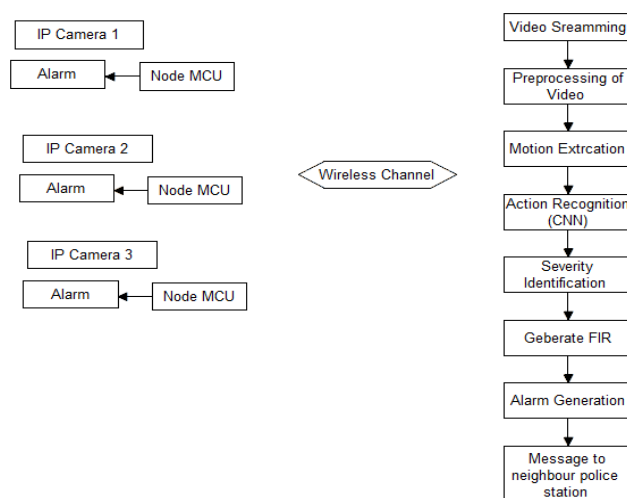 IP Camera 1
Alarm
Node MCU
IP Camera 2
Alarm
Node MCU
IP Camera 3
Alarm
Node MCU
Wireless Channel
Video Sreamming
Preprocessing of
Video
Motion Extrcation
Action Recognition
(CNN)
Severity
Identification
Geberate FIR
Alarm Generation
Message to
neighbour police
station